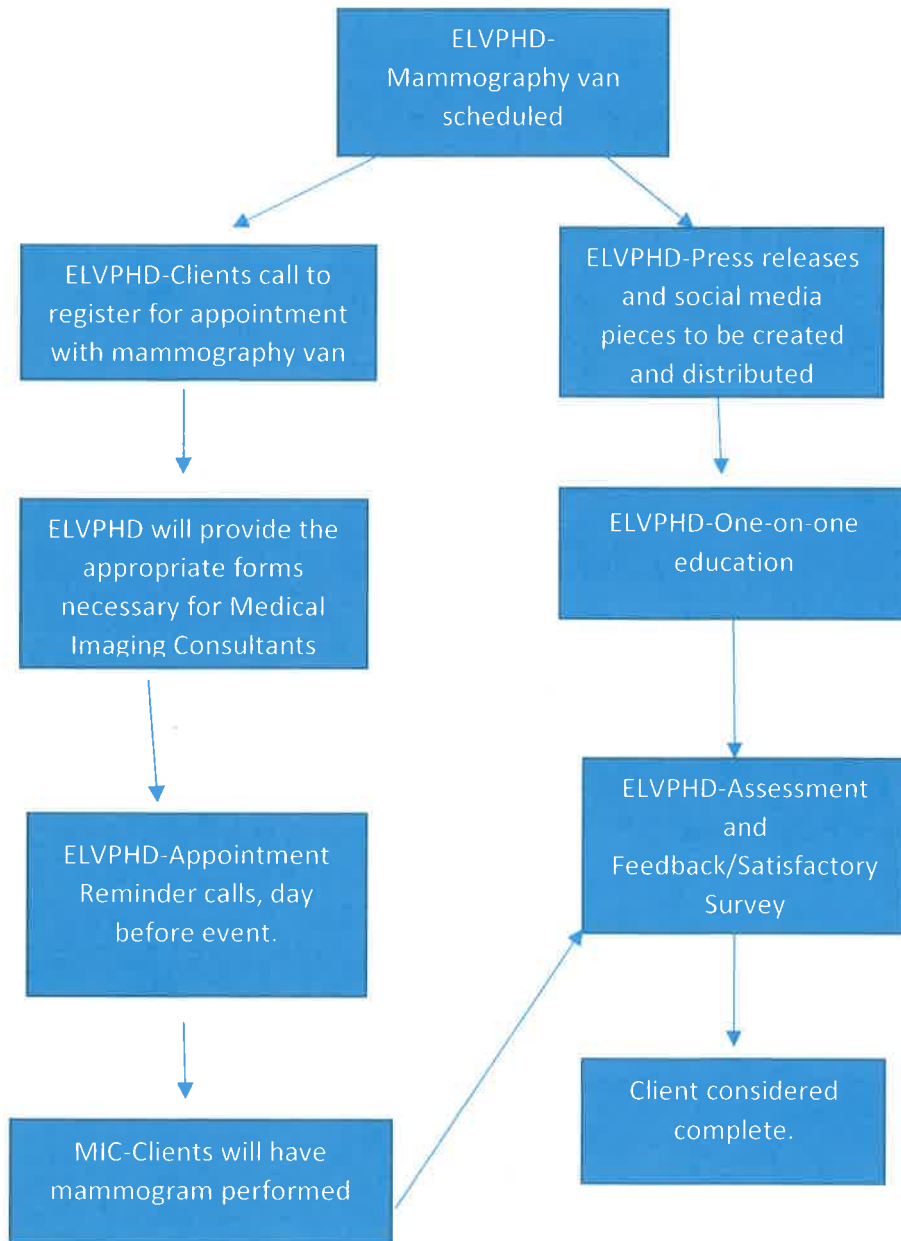 ELVPHD-
Mammography van
scheduled
ELVPHD-Clients call to
register for appointment
with mammography van
ELVPHD-Press releases
and social media
pieces to be created
and distributed
ELVPHD will provide the
appropriate forms
necessary for Medical
Imaging Consultants
ELVPHD-One-on-one
education
ELVPHD-Appointment
Reminder calls, day
before event.
ELVPHD-Assessment
and
Feedback/Satisfactory
Survey
MIC-Clients will have
mammogram performed
Client considered
complete.